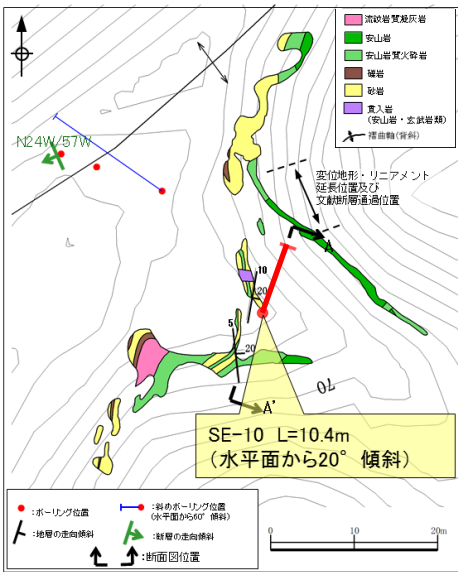 流紋岩質凝灰岩
安山岩
安山岩質火砕岩
礫岩
砂岩
貫入岩
(安山岩・玄武岩類)
褶曲軸(背斜)
N24W/57W
変位地形・リニアメント
延長位置及び
文献断層通過位置
A
10
20
5
20
A'
70
SE-10 L=10.4m
(水平面から20°傾斜)
:ボーリング位置
:斜めボーリング位置
(水平面から60°傾斜)
:地層の走向傾斜
:断層の走向傾斜
:断面図位置
0 10 20m